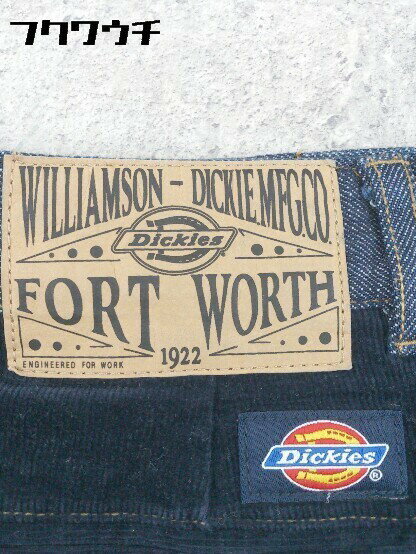 フクワウチ
WILLIAMSON - DICKIE MFG.CO.
Dickies
FORT WORTH
ENGINEERED FOR WORK
1922
Dickies®